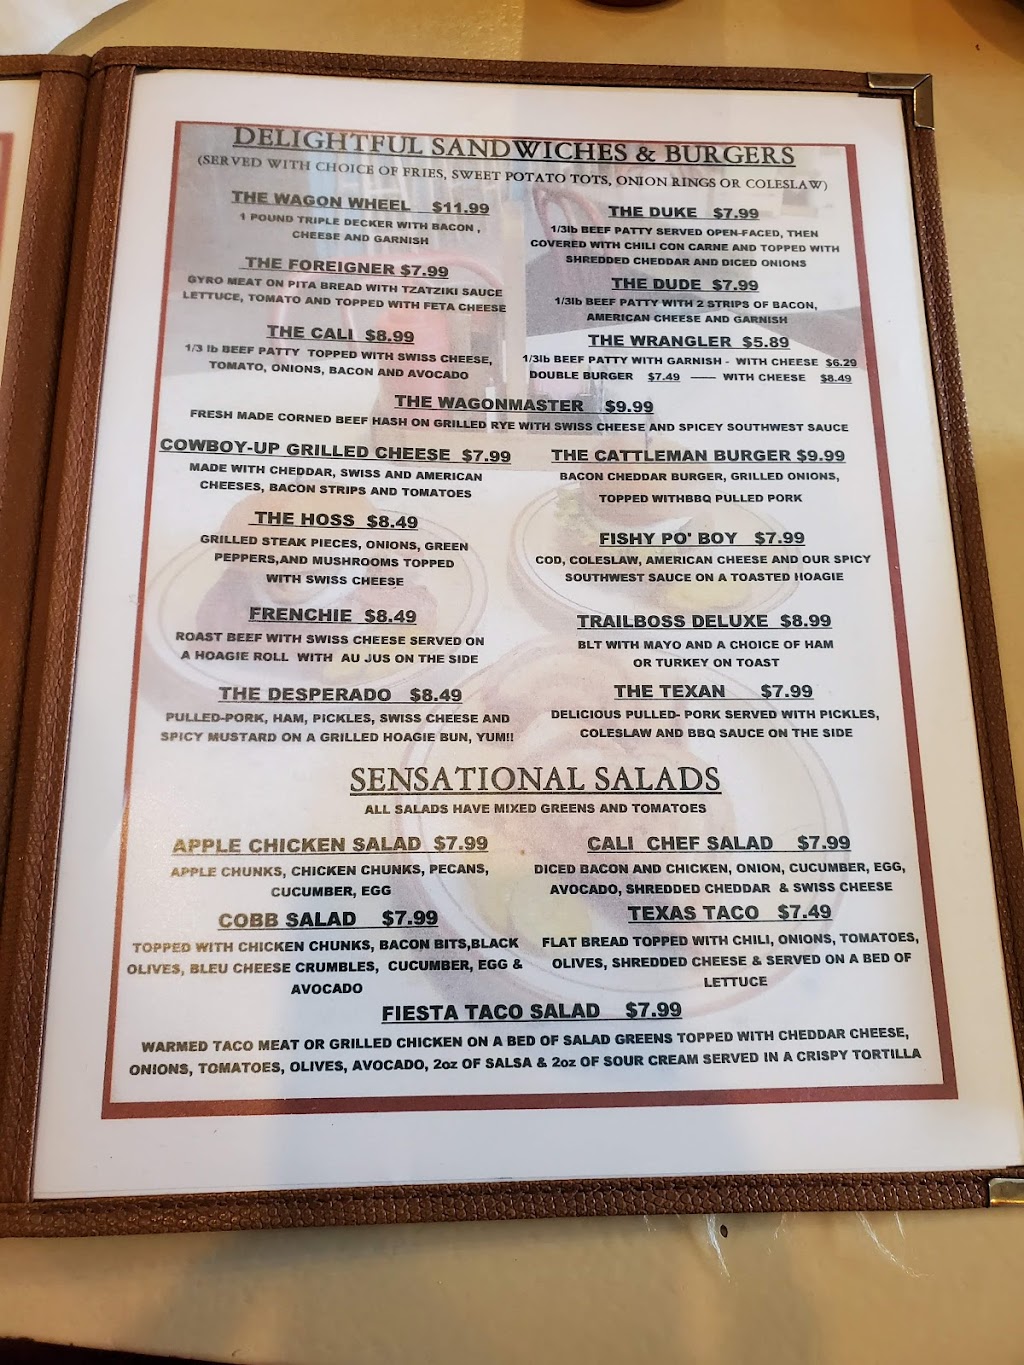 DELIGHTFUL SANDWICHES & BURGERS
(SERVED WITH CHOICE OF FRIES, SWEET POTATO TOTS, ONION RINGS OR COLESLAW)
THE WAGON WHEEL $11.99
1 POUND TRIPLE DECKER WITH BACON ,
CHEESE AND GARNISH
THE FOREIGNER $7.99
GYRO MEAT ON PITA BREAD WITH TZATZIKI SAUCE
LETTUCE, TOMATO AND TOPPED WITH FETA CHEESE
THE CALI $8.99
1/3 lb BEEF PATTY TOPPED WITH SWISS CHEESE,
TOMATO, ONIONS, BACON AND AVOCADO
THE DUKE $7.99
1/3lb BEEF PATTY SERVED OPEN-FACED, THEN
COVERED WITH CHILI CON CARNE AND TOPPED WITH
SHREDDED CHEDDAR AND DICED ONIONS
THE DUDE $7.99
1/3lb BEEF PATTY WITH 2 STRIPS OF BACON,
AMERICAN CHEESE AND GARNISH
THE WRANGLER $5.89
1/3lb BEEF PATTY WITH GARNISH - WITH CHEESE $6.29
DOUBLE BURGER $7.49 —— WITH CHEESE $8.49
THE WAGONMASTER $9.99
FRESH MADE CORNED BEEF HASH ON GRILLED RYE WITH SWISS CHEESE AND SPICEY SOUTHWEST SAUCE
COWBOY-UP GRILLED CHEESE $7.99
MADE WITH CHEDDAR, SWISS AND AMERICAN
CHEESES, BACON STRIPS AND TOMATOES
THE HOSS $8.49
GRILLED STEAK PIECES, ONIONS, GREEN
PEPPERS,AND MUSHROOMS TOPPED
WITH SWISS CHEESE
FRENCHIE $8.49
ROAST BEEF WITH SWISS CHEESE SERVED ON
A HOAGIE ROLL WITH AU JUS ON THE SIDE
THE DESPERADO $8.49
PULLED-PORK, HAM, PICKLES, SWISS CHEESE AND
SPICY MUSTARD ON A GRILLED HOAGIE BUN, YUM!!
THE CATTLEMAN BURGER $9.99
BACON CHEDDAR BURGER, GRILLED ONIONS,
TOPPED WITHBBQ PULLED PORK
FISHY PO' BOY $7.99
COD, COLESLAW, AMERICAN CHEESE AND OUR SPICY
SOUTHWEST SAUCE ON A TOASTED HOAGIE
TRAILBOSS DELUXE $8.99
BLT WITH MAYO AND A CHOICE OF HAM
OR TURKEY ON TOAST
THE TEXAN $7.99
DELICIOUS PULLED- PORK SERVED WITH PICKLES,
COLESLAW AND BBQ SAUCE ON THE SIDE
SENSATIONAL SALADS
ALL SALADS HAVE MIXED GREENS AND TOMATOES
APPLE CHICKEN SALAD $7.99
APPLE CHUNKS, CHICKEN CHUNKS, PECANS,
CUCUMBER, EGG
COBB SALAD $7.99
TOPPED WITH CHICKEN CHUNKS, BACON BITS,BLACK
OLIVES, BLEU CHEESE CRUMBLES, CUCUMBER, EGG &
AVOCADO
CALI CHEF SALAD $7.99
DICED BACON AND CHICKEN, ONION, CUCUMBER, EGG,
AVOCADO, SHREDDED CHEDDAR & SWISS CHEESE
TEXAS TACO $7.49
FLAT BREAD TOPPED WITH CHILI, ONIONS, TOMATOES,
OLIVES, SHREDDED CHEESE & SERVED ON A BED OF
LETTUCE
FIESTA TACO SALAD $7.99
WARMED TACO MEAT OR GRILLED CHICKEN ON A BED OF SALAD GREENS TOPPED WITH CHEDDAR CHEESE,
ONIONS, TOMATOES, OLIVES, AVOCADO, 2oz OF SALSA & 2oz OF SOUR CREAM SERVED IN A CRISPY TORTILLA